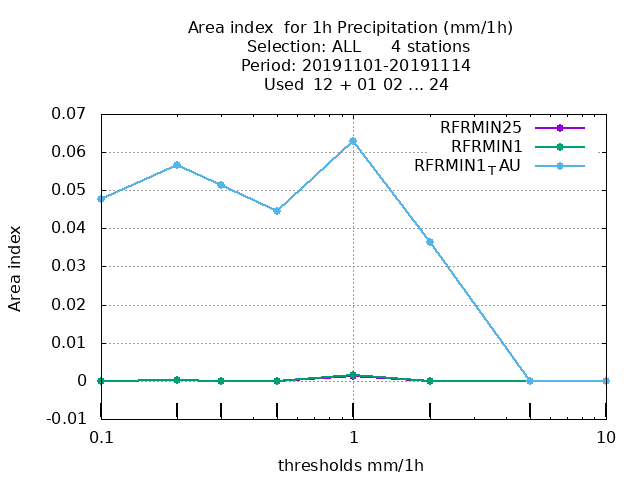 Area index  for 1h Precipitation (mm/1h)
Selection: ALL      4 stations
Period: 20191101-20191114
Used  12 + 01 02 ... 24
0.07
0.06
0.05
0.04
0.03
0.02
0.01
0
-0.01
Area index
RFRMIN25
RFRMIN1
RFRMIN1TAU
0.1
1
10
thresholds mm/1h